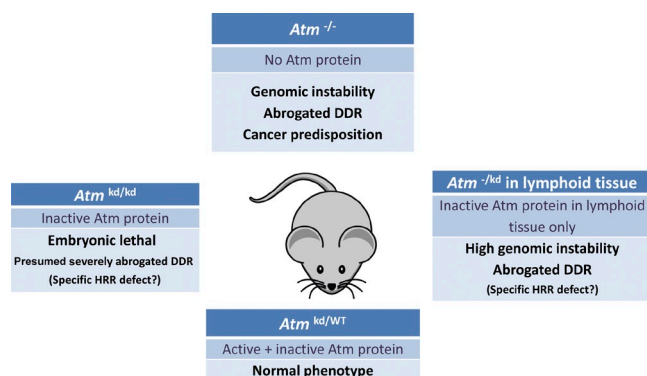 Atm -/-
No Atm protein
Genomic instability
Abrogated DDR
Cancer predisposition
Atm kd/kd
Inactive Atm protein
Embryonic lethal
Presumed severely abrogated DDR
(Specific HRR defect?)
Atm -/kd in lymphoid tissue
Inactive Atm protein in lymphoid
tissue only
High genomic instability
Abrogated DDR
(Specific HRR defect?)
Atm kd/WT
Active + inactive Atm protein
Normal phenotype